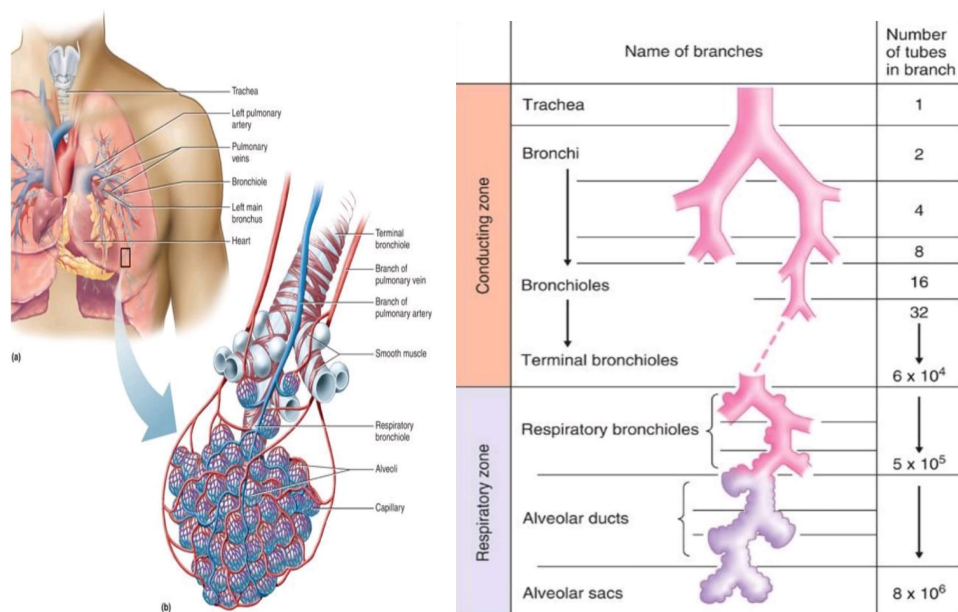 Trachea
Left pulmonary
artery
Pulmonary
veins
Bronchiole
Left main
bronchus
Heart
(a)
Terminal
bronchiole
Branch of
pulmonary vein
Branch of
pulmonary artery
Smooth muscle
Respiratory
bronchiole
Alveoli
Capillary
(b)
Name of branches
Number
of tubes
in branch
Conducting zone
Trachea
1
Bronchi
2
4
8
Bronchioles
16
32
Terminal bronchioles
6 x 10⁴
Respiratory zone
Respiratory bronchioles
5 x 10⁵
Alveolar ducts
Alveolar sacs
8 x 10⁶